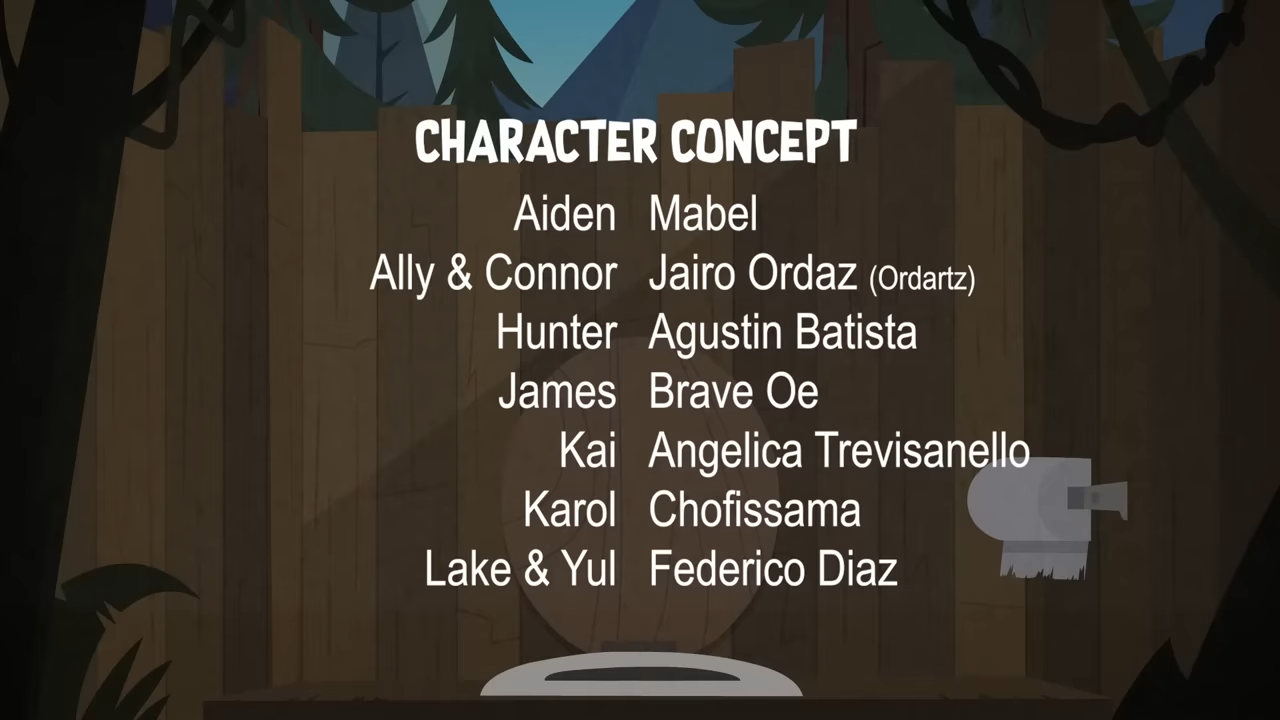 CHARACTER CONCEPT
Aiden Mabel
Ally & Connor Jairo Ordaz (Ordartz)
Hunter Agustin Batista
James Brave Oe
Kai Angelica Trevisanello
Karol Chofissama
Lake & Yul Federico Diaz